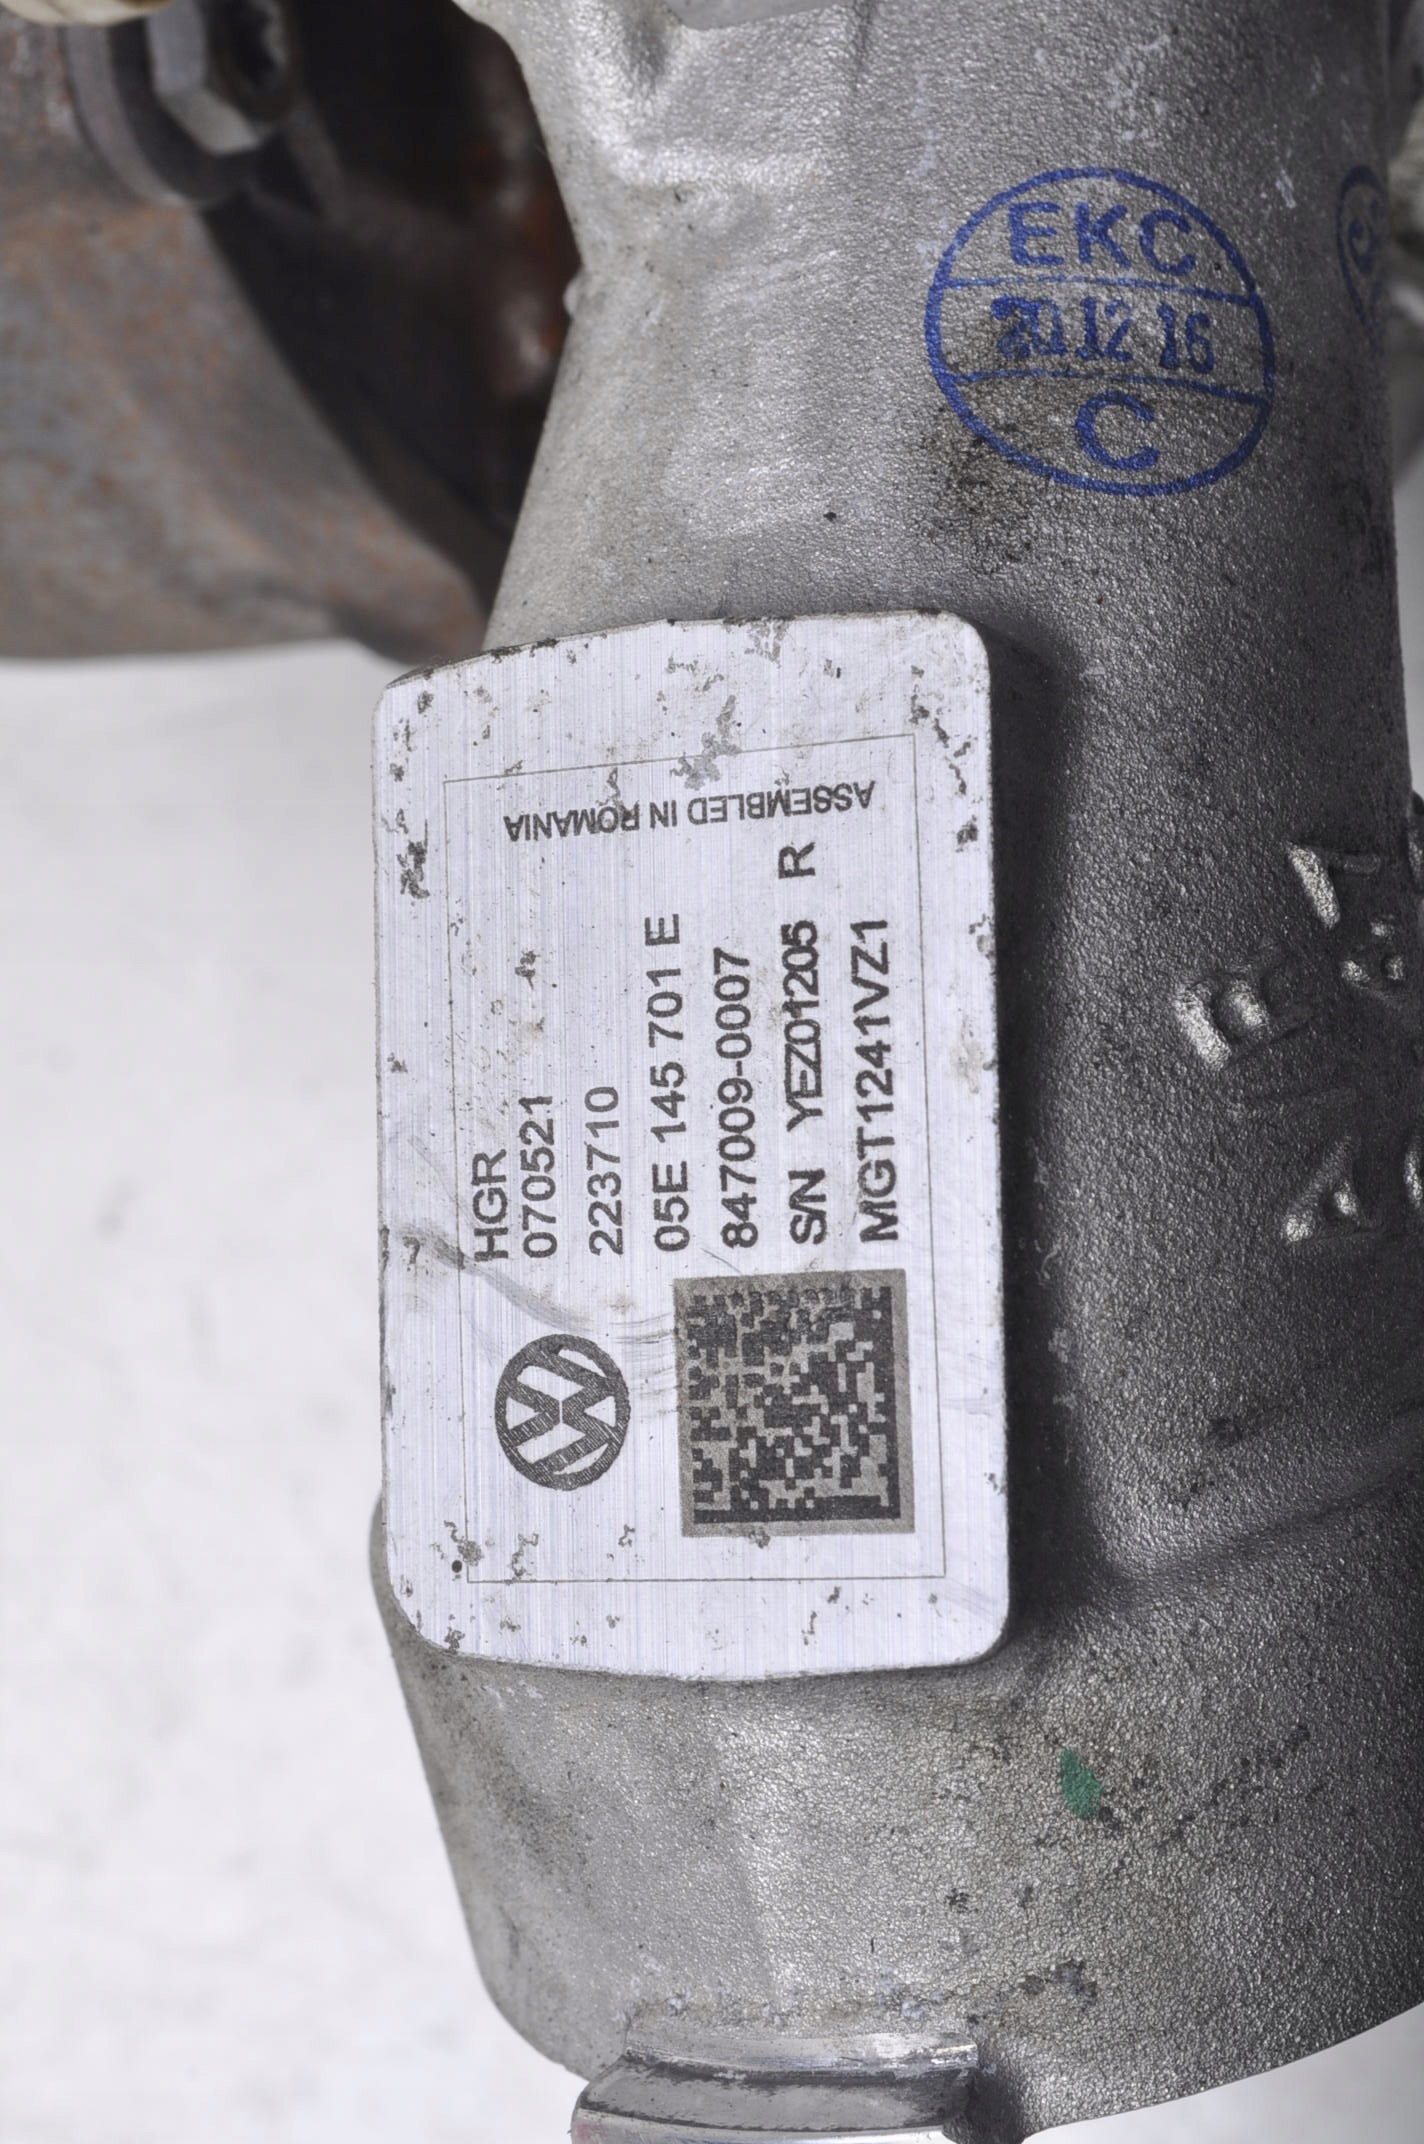 EKC
20 12 16
C
HGR
070521
223710
05E 145 701 E
847009-0007
S/N YEZ01205 R
MGT1241VZ1
ASSEMBLED IN ROMANIA